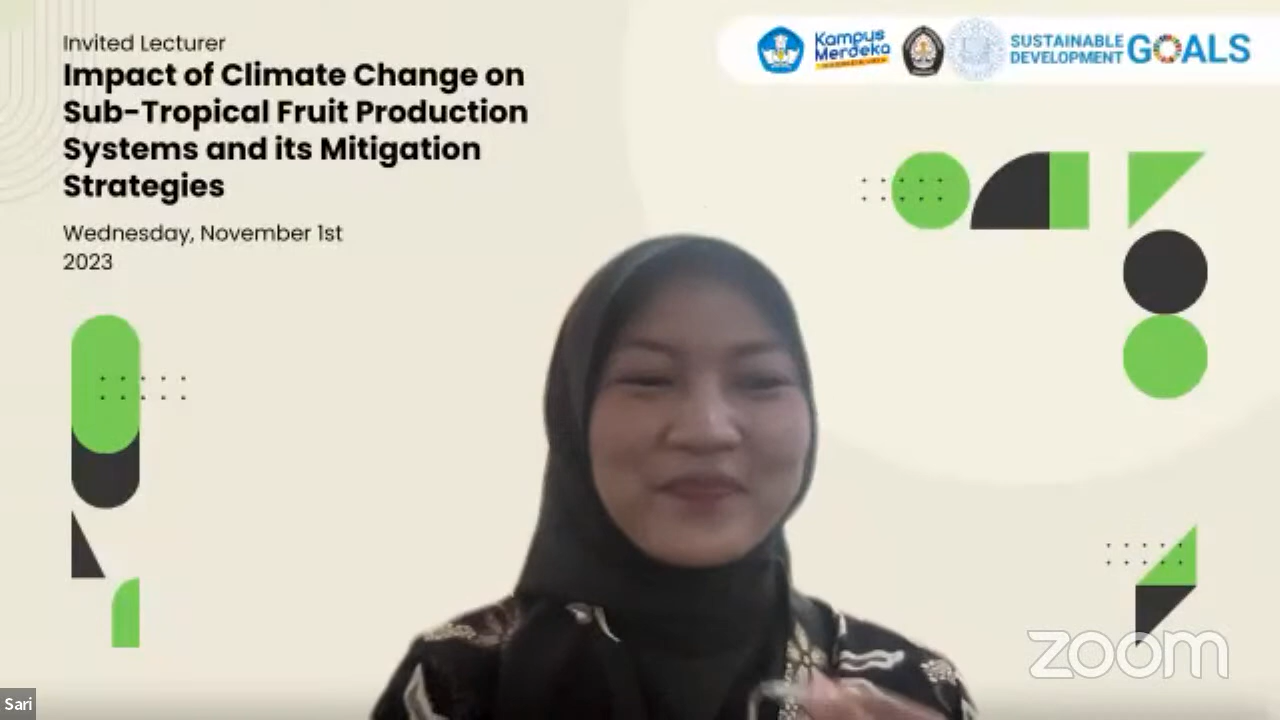 Invited Lecturer
Impact of Climate Change on
Sub-Tropical Fruit Production
Systems and its Mitigation
Strategies
Wednesday, November 1st
2023
Kampus
Merdeka
SUSTAINABLE
DEVELOPMENT
GOALS
zoom
Sari